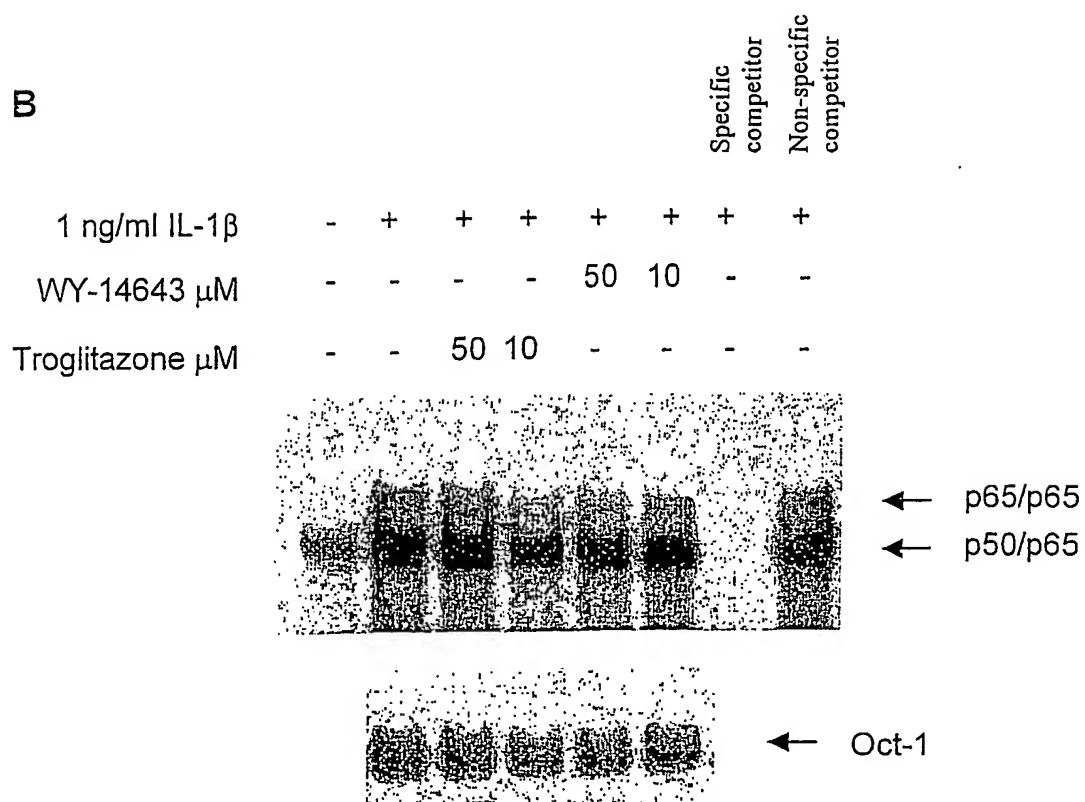 B
Specific
competitor
Non-specific
competitor
1 ng/ml IL-1β - + + + + + + +
WY-14643 μM - - - - 50 10 - -
Troglitazone μM - - 50 10 - - - -
p65/p65
p50/p65
Oct-1